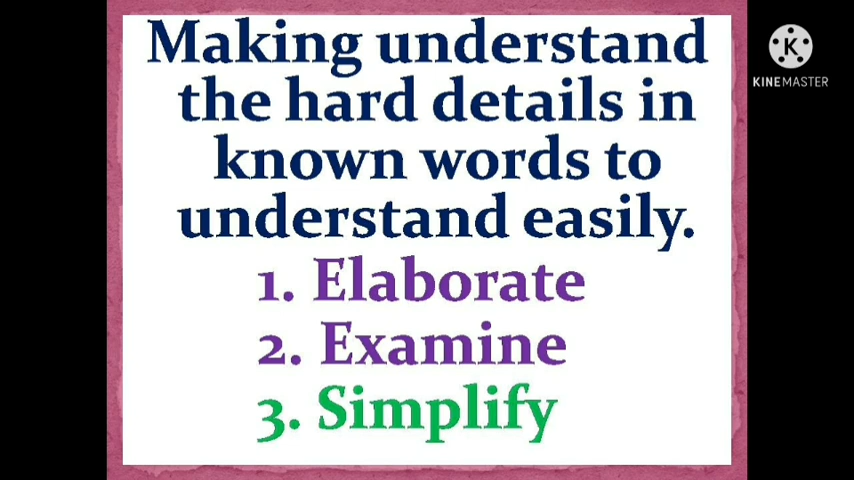 Making understand
the hard details in
known words to
understand easily.
1. Elaborate
2. Examine
3. Simplify
K
KINEMASTER